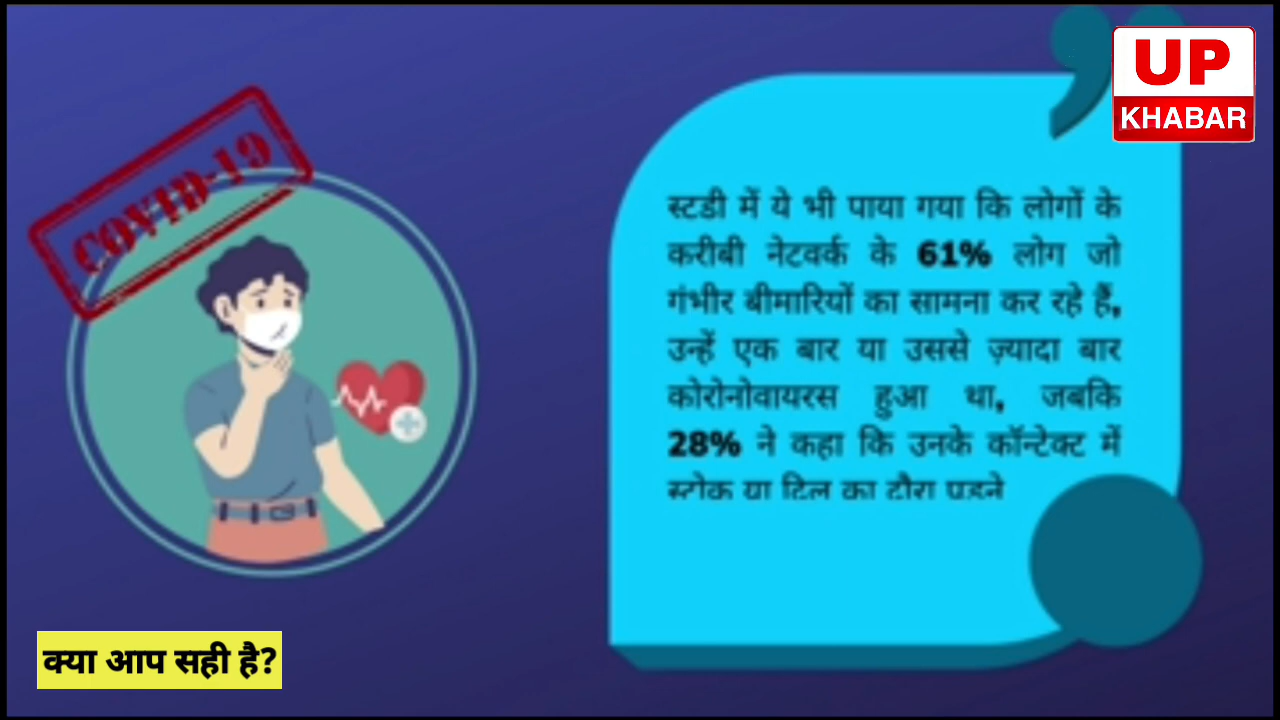 COVID-19
UP
KHABAR
स्टडी में ये भी पाया गया कि लोगों के
करीबी नेटवर्क के 61% लोग जो
गंभीर बीमारियों का सामना कर रहे हैं,
उन्हें एक बार या उससे ज़्यादा बार
कोरोनोवायरस हुआ था, जबकि
28% ने कहा कि उनके कॉन्टेक्ट में
स्ट्रोक या दिल का दौरा पड़ने
क्या आप सही है?